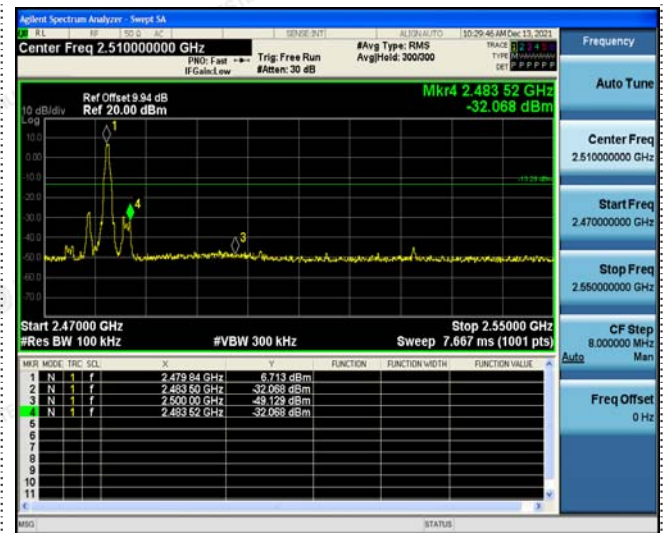 Agilent Spectrum Analyzer - Swept SA
RL RF 50 Ω AC SENSE:INT ALIGN AUTO 10:29:46 AM Dec 13, 2021
Center Freq 2.510000000 GHz
PNO: Fast Trig: Free Run
IFGain:Low #Atten: 30 dB
#Avg Type: RMS
Avg|Hold: 300/300
TRACE 1 2 3 4 5 6
TYPE M
DET P P P P P P
Frequency
Ref Offset 9.94 dB
10 dB/div Ref 20.00 dBm
Mkr4 2.483 52 GHz
-32.068 dBm
Log
10.0
0.00
-10.0
-20.0
-30.0
-40.0
-50.0
-60.0
-70.0
1
4
3
-13.29 dBm
Start 2.47000 GHz Stop 2.55000 GHz
#Res BW 100 kHz #VBW 300 kHz Sweep 7.667 ms (1001 pts)
MKR MODE TRC SCL X Y FUNCTION FUNCTION WIDTH FUNCTION VALUE
1 N 1 f 2.479 84 GHz 6.713 dBm
2 N 1 f 2.483 50 GHz -32.068 dBm
3 N 1 f 2.500 00 GHz -49.129 dBm
4 N 1 f 2.483 52 GHz -32.068 dBm
5
6
7
8
9
10
11
MSG STATUS
Auto Tune
Center Freq
2.510000000 GHz
Start Freq
2.470000000 GHz
Stop Freq
2.550000000 GHz
CF Step
8.000000 MHz
Auto Man
Freq Offset
0 Hz